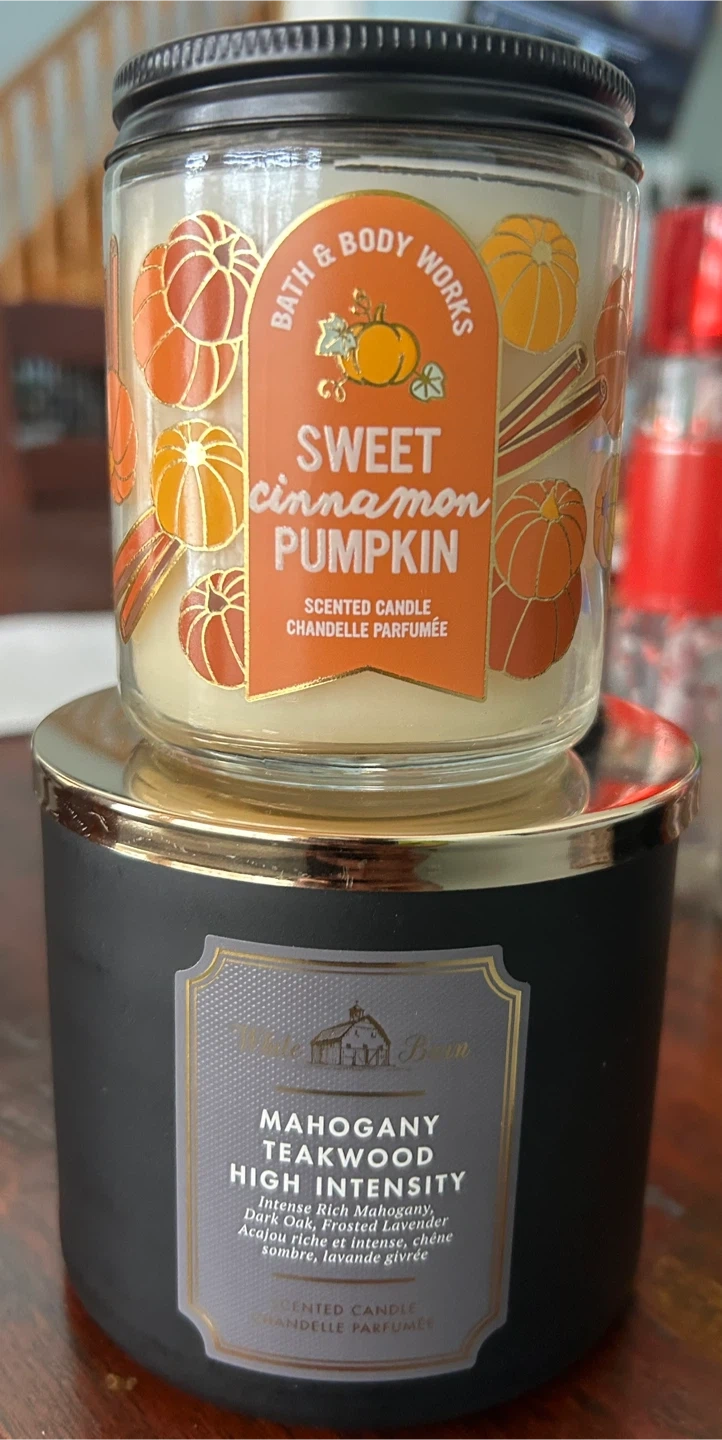 BATH & BODY WORKS
SWEET
cinnamon
PUMPKIN
SCENTED CANDLE
CHANDELLE PARFUMÉE
White Barn
MAHOGANY
TEAKWOOD
HIGH INTENSITY
Intense Rich Mahogany,
Dark Oak, Frosted Lavender
Acajou riche et intense, chêne
sombre, lavande givrée
SCENTED CANDLE
CHANDELLE PARFUMÉE